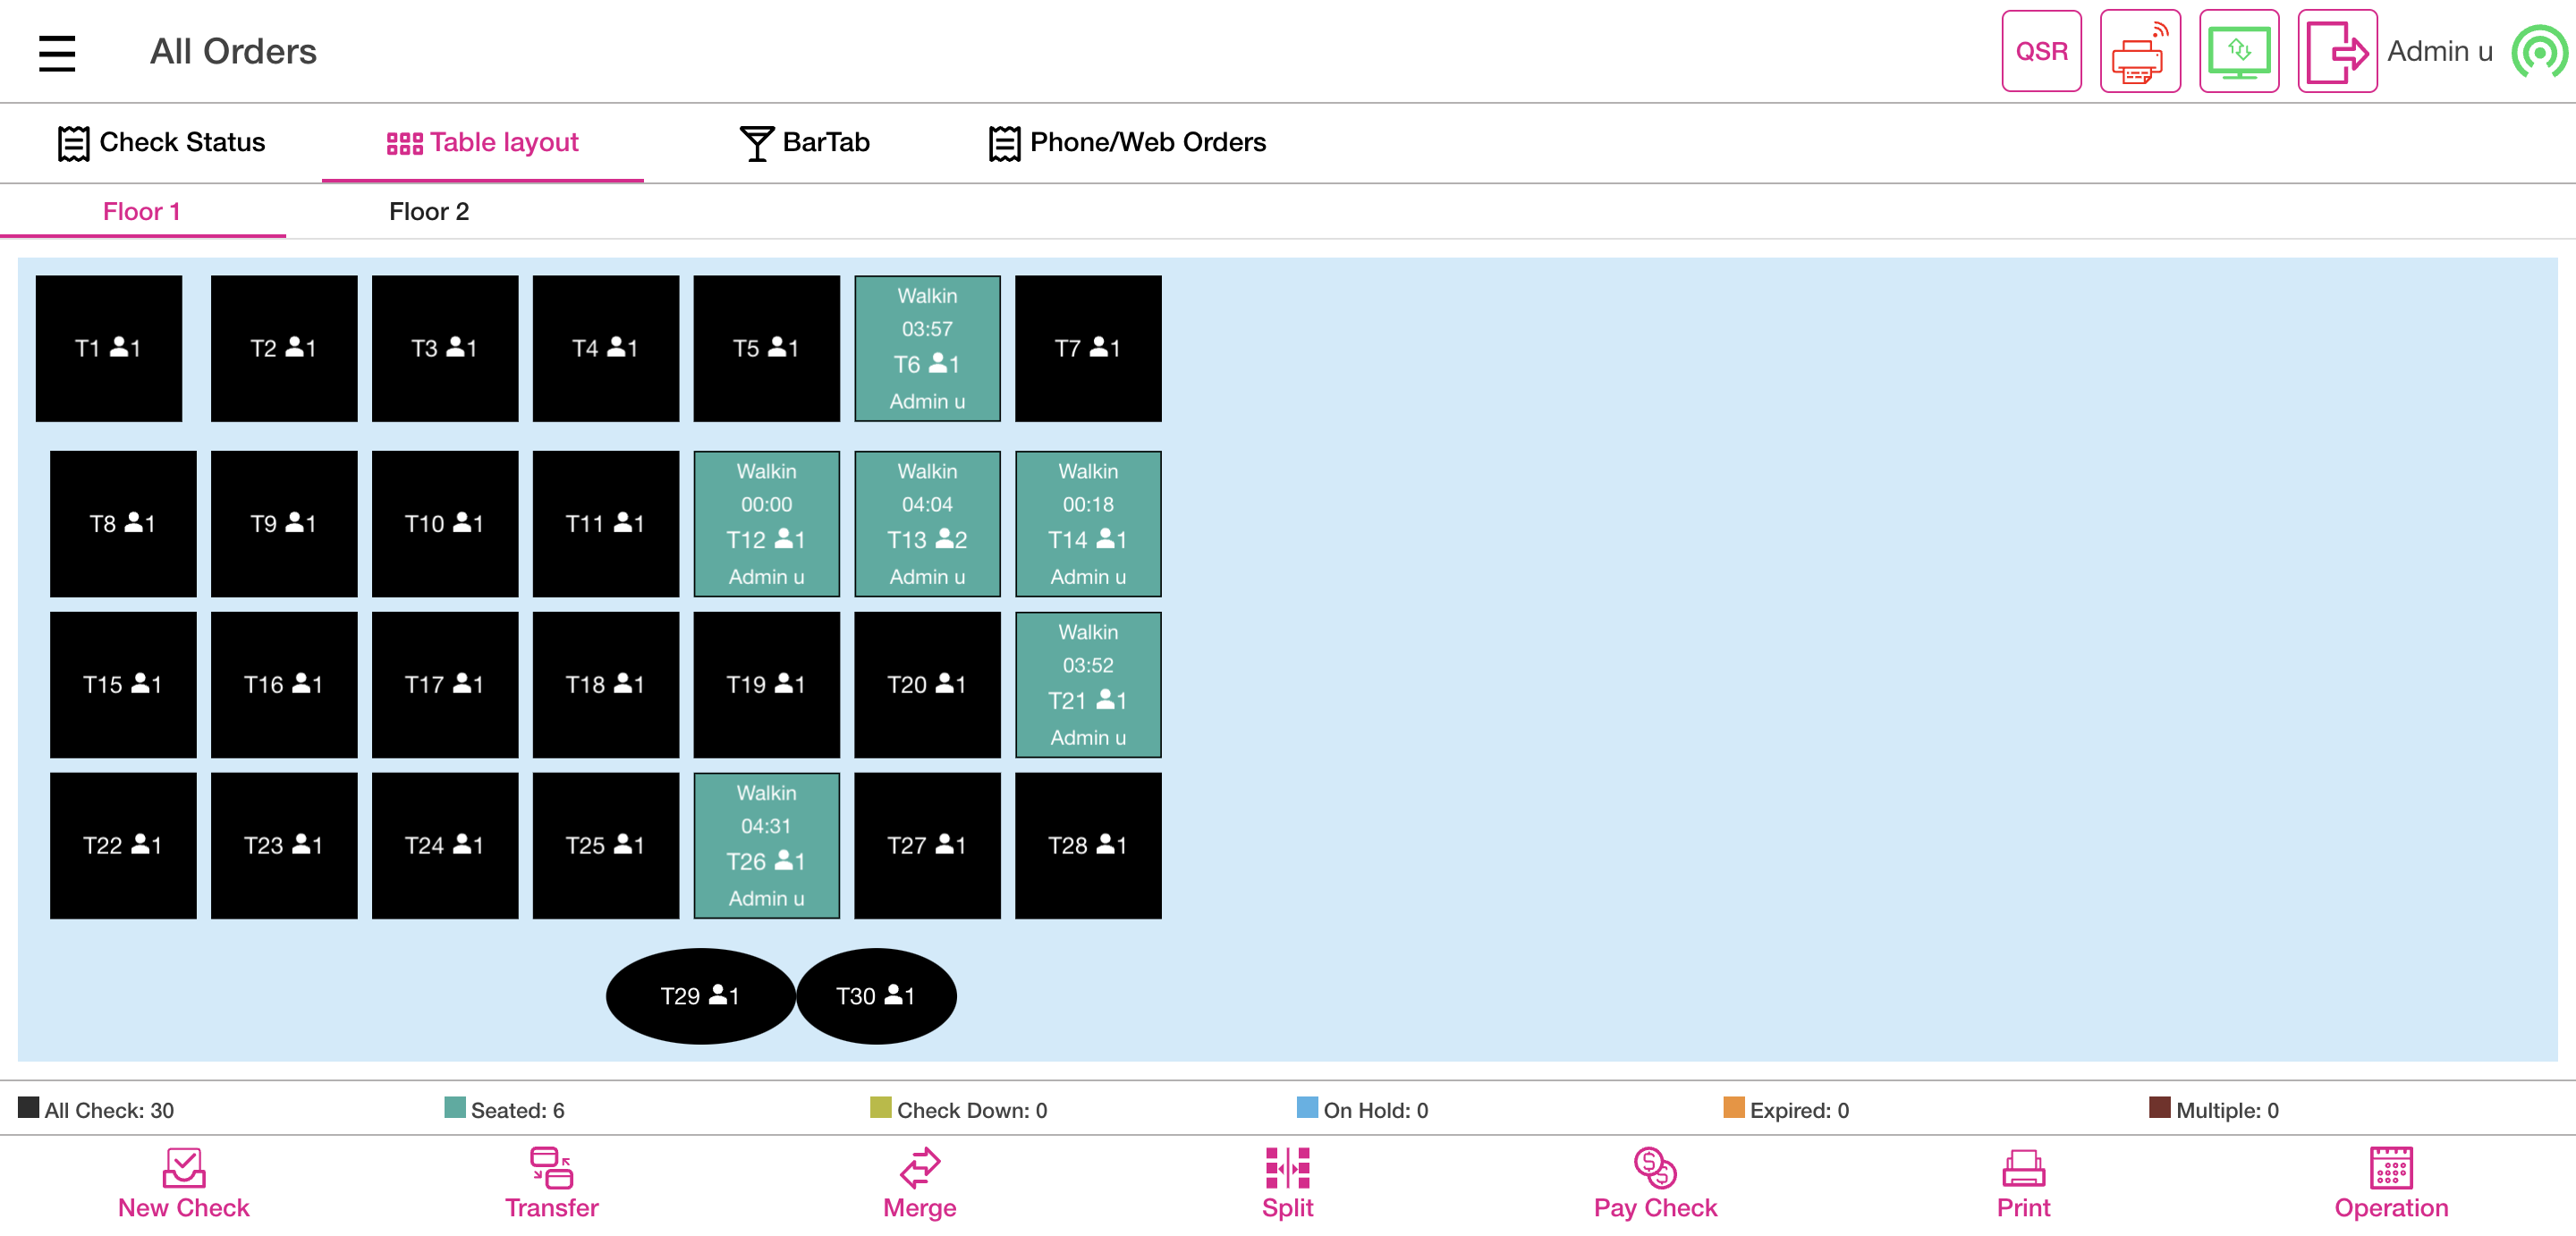 All Orders
QSR
Admin u
Check Status
Table layout
BarTab
Phone/Web Orders
Floor 1
Floor 2
T1 1
T2 1
T3 1
T4 1
T5 1
Walkin
03:57
T6 1
Admin u
T7 1
T8 1
T9 1
T10 1
T11 1
Walkin
00:00
T12 1
Admin u
Walkin
04:04
T13 2
Admin u
Walkin
00:18
T14 1
Admin u
T15 1
T16 1
T17 1
T18 1
T19 1
T20 1
Walkin
03:52
T21 1
Admin u
T22 1
T23 1
T24 1
T25 1
Walkin
04:31
T26 1
Admin u
T27 1
T28 1
T29 1
T30 1
All Check: 30
Seated: 6
Check Down: 0
On Hold: 0
Expired: 0
Multiple: 0
New Check
Transfer
Merge
Split
Pay Check
Print
Operation